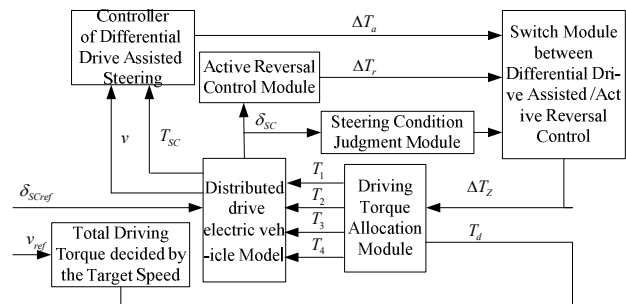 Controller
of Differential
Drive Assisted
Steering
ΔT_a
Switch Module
between
Differential Dri-
ve Assisted /Act
ive Reversal
Control
Active Reversal
Control Module
ΔT_r
v
T_SC
δ_SC
Steering Condition
Judgment Module
δ_SCref
Distributed
drive
electric veh
-icle Model
T_1
T_2
T_3
T_4
Driving
Torque
Allocation
Module
ΔT_Z
T_d
v_ref
Total Driving
Torque decided by
the Target Speed